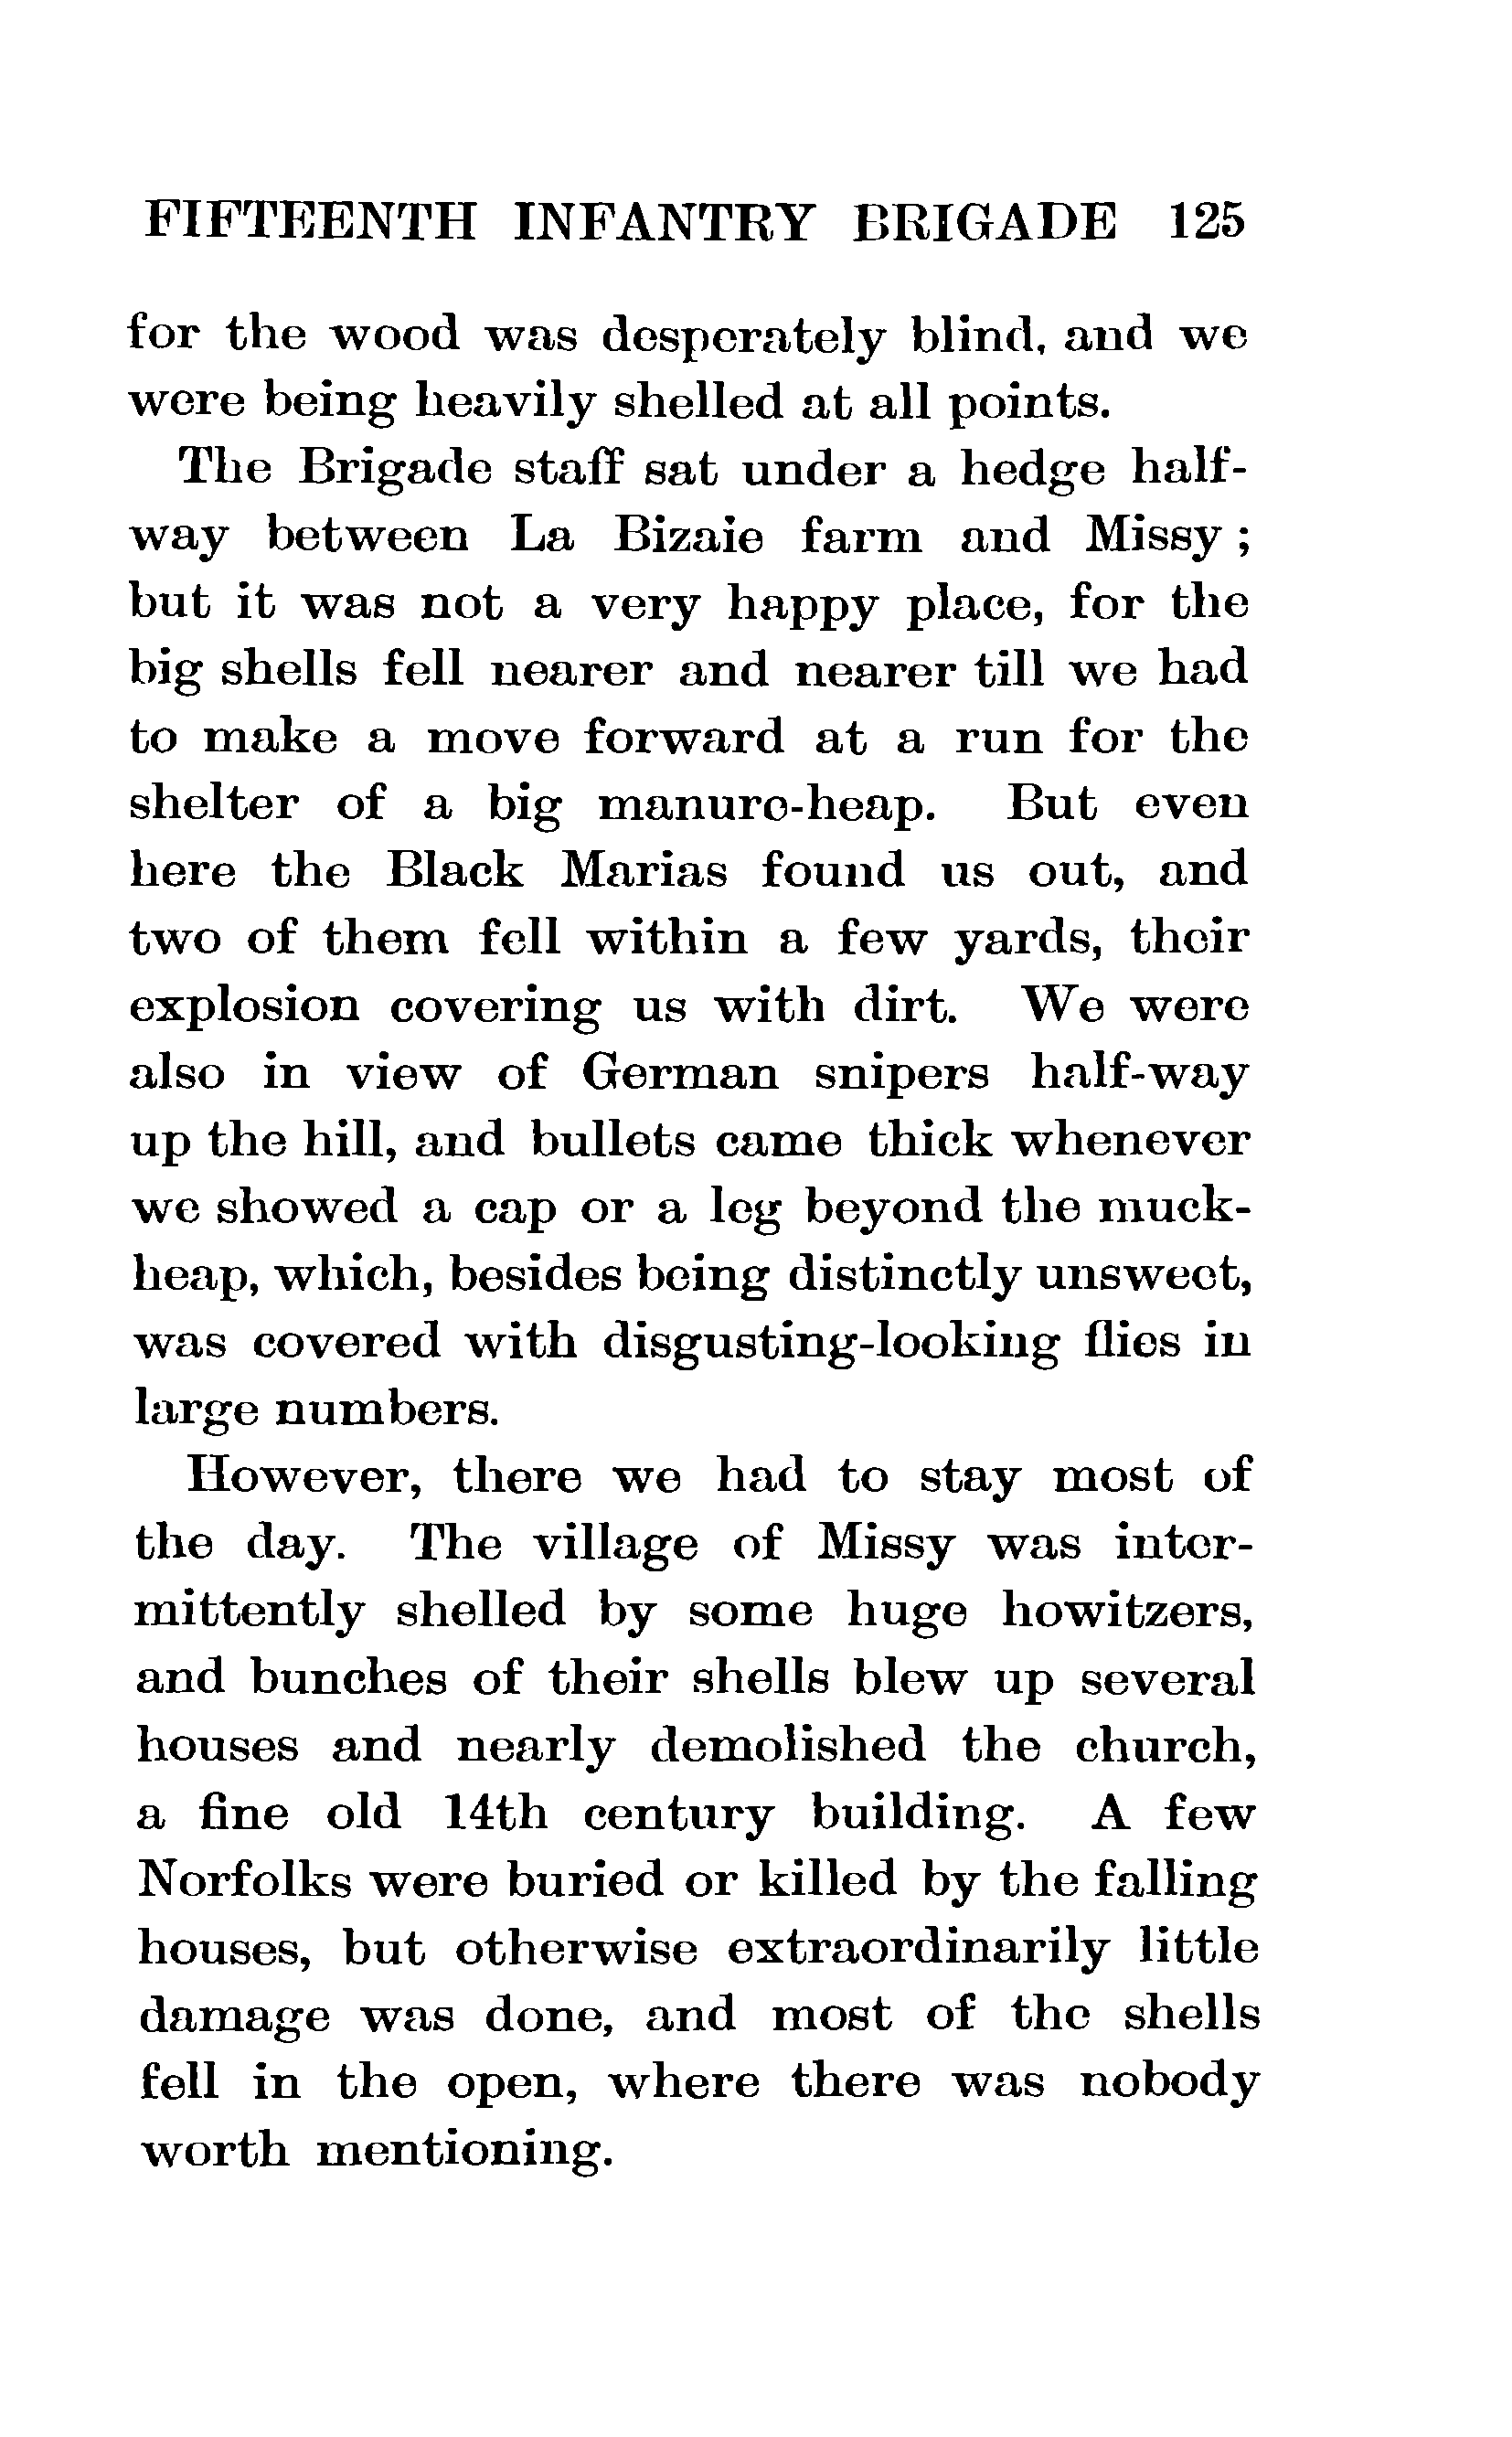 FIFTEENTH INFANTRY BRIGADE 125
for the wood was desperately blind, and we
were being heavily shelled at all points.
The Brigade staff sat under a hedge half-
way between La Bizaie farm and Missy ;
but it was not a very happy place, for the
big shells fell nearer and nearer till we had
to make a move forward at a run for the
shelter of a big manure-heap. But even
here the Black Marias found us out, and
two of them fell within a few yards, their
explosion covering us with dirt. We were
also in view of German snipers half-way
up the hill, and bullets came thick whenever
we showed a cap or a leg beyond the muck-
heap, which, besides being distinctly unsweet,
was covered with disgusting-looking flies in
large numbers.
However, there we had to stay most of
the day. The village of Missy was inter-
mittently shelled by some huge howitzers,
and bunches of their shells blew up several
houses and nearly demolished the church,
a fine old 14th century building. A few
Norfolks were buried or killed by the falling
houses, but otherwise extraordinarily little
damage was done, and most of the shells
fell in the open, where there was nobody
worth mentioning.